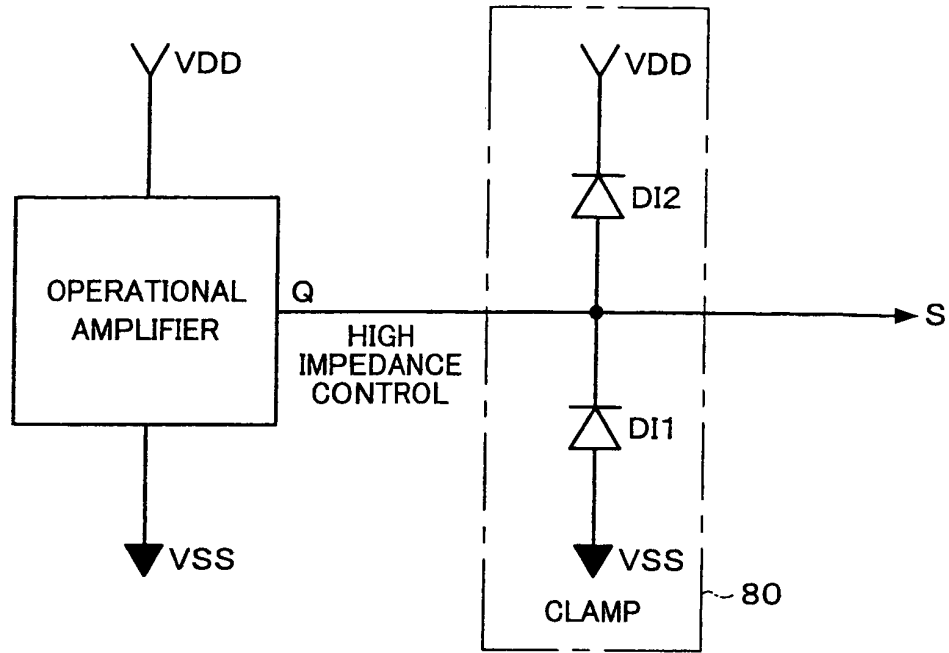 VDD
VDD
DI2
OPERATIONAL
AMPLIFIER
Q
HIGH
IMPEDANCE
CONTROL
S
DI1
VSS
VSS
CLAMP
80